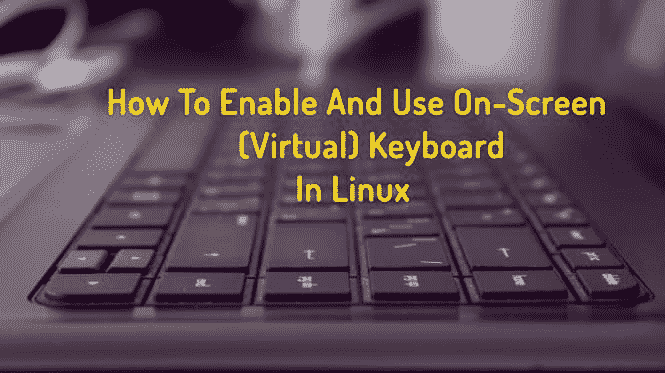 How To Enable And Use On-Screen
(Virtual) Keyboard
In Linux